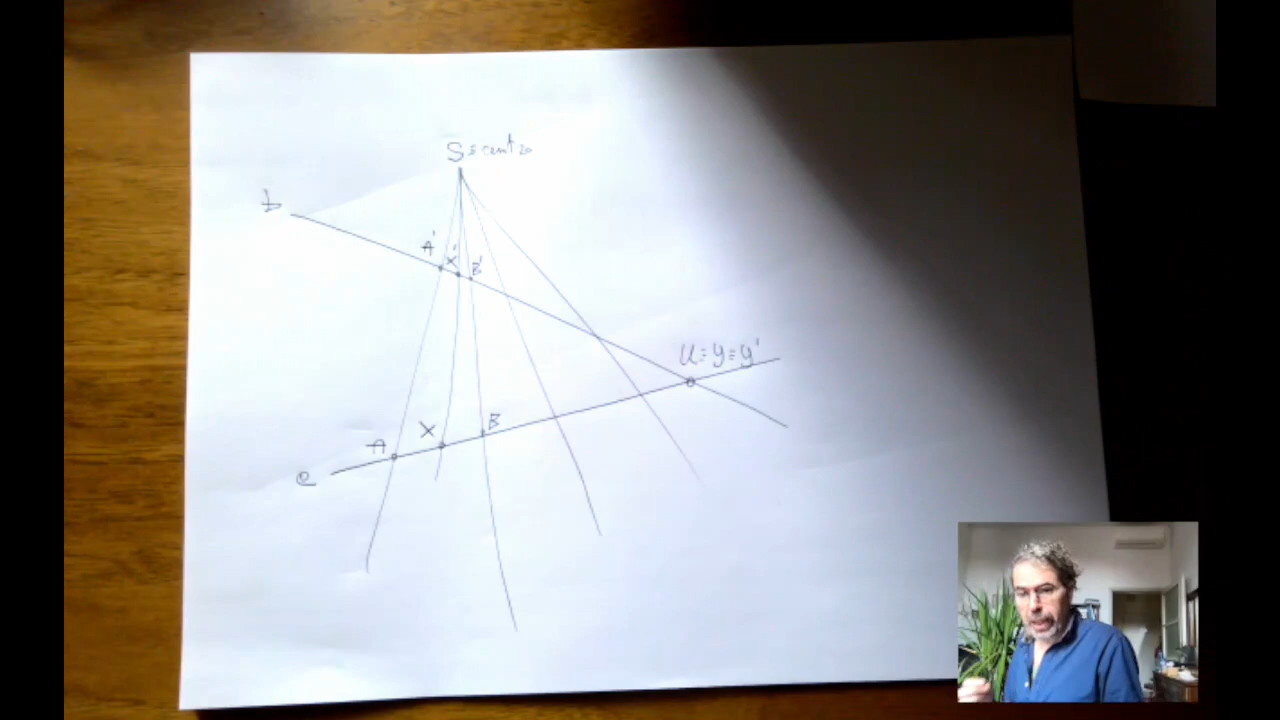 S ≡ centro
b
A' X' B'
U ≡ Y ≡ Y'
A X B